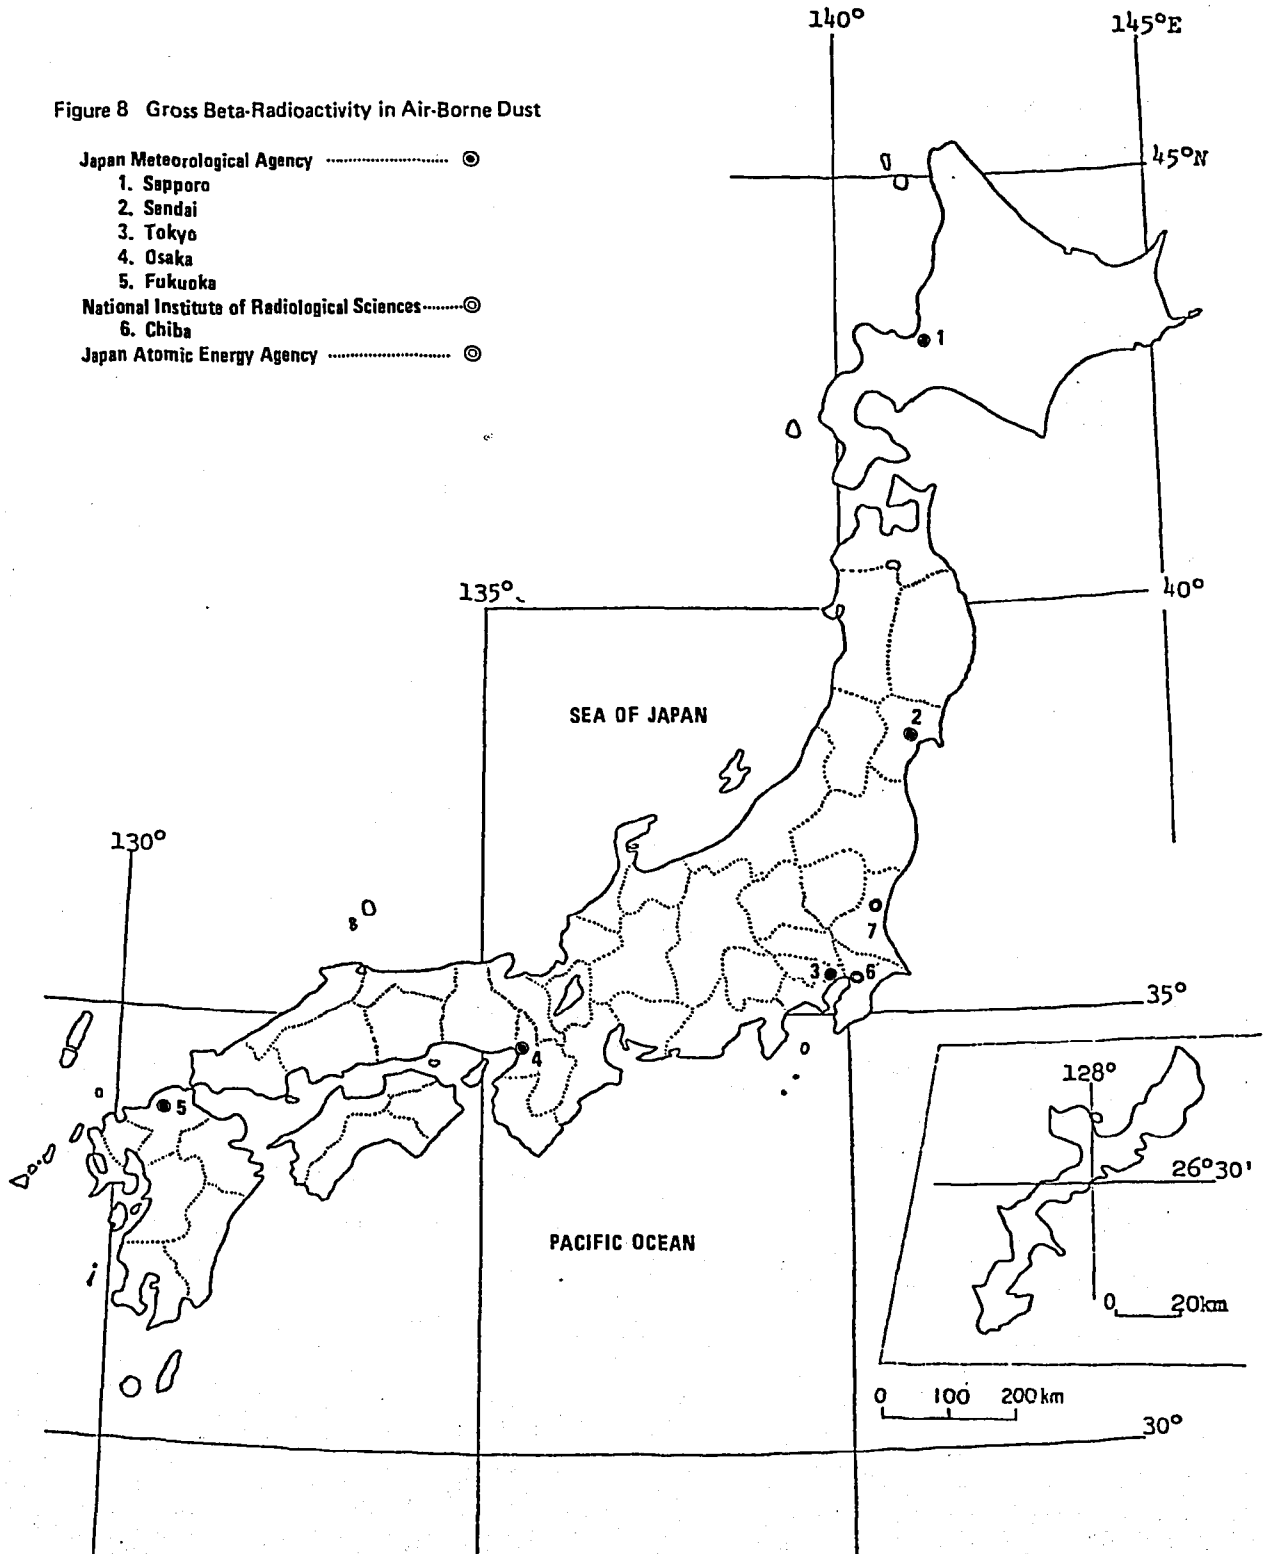 140°
145°E
Figure 8 Gross Beta-Radioactivity in Air-Borne Dust
Japan Meteorological Agency ........................ ◉
45°N
1. Sapporo
2. Sendai
3. Tokyo
4. Osaka
5. Fukuoka
National Institute of Radiological Sciences.........◎
6. Chiba
Japan Atomic Energy Agency ........................ ◎
1
135°
40°
SEA OF JAPAN
2
130°
7
3
6
35°
4
128°
5
26°30'
PACIFIC OCEAN
0 20km
0 100 200km
30°